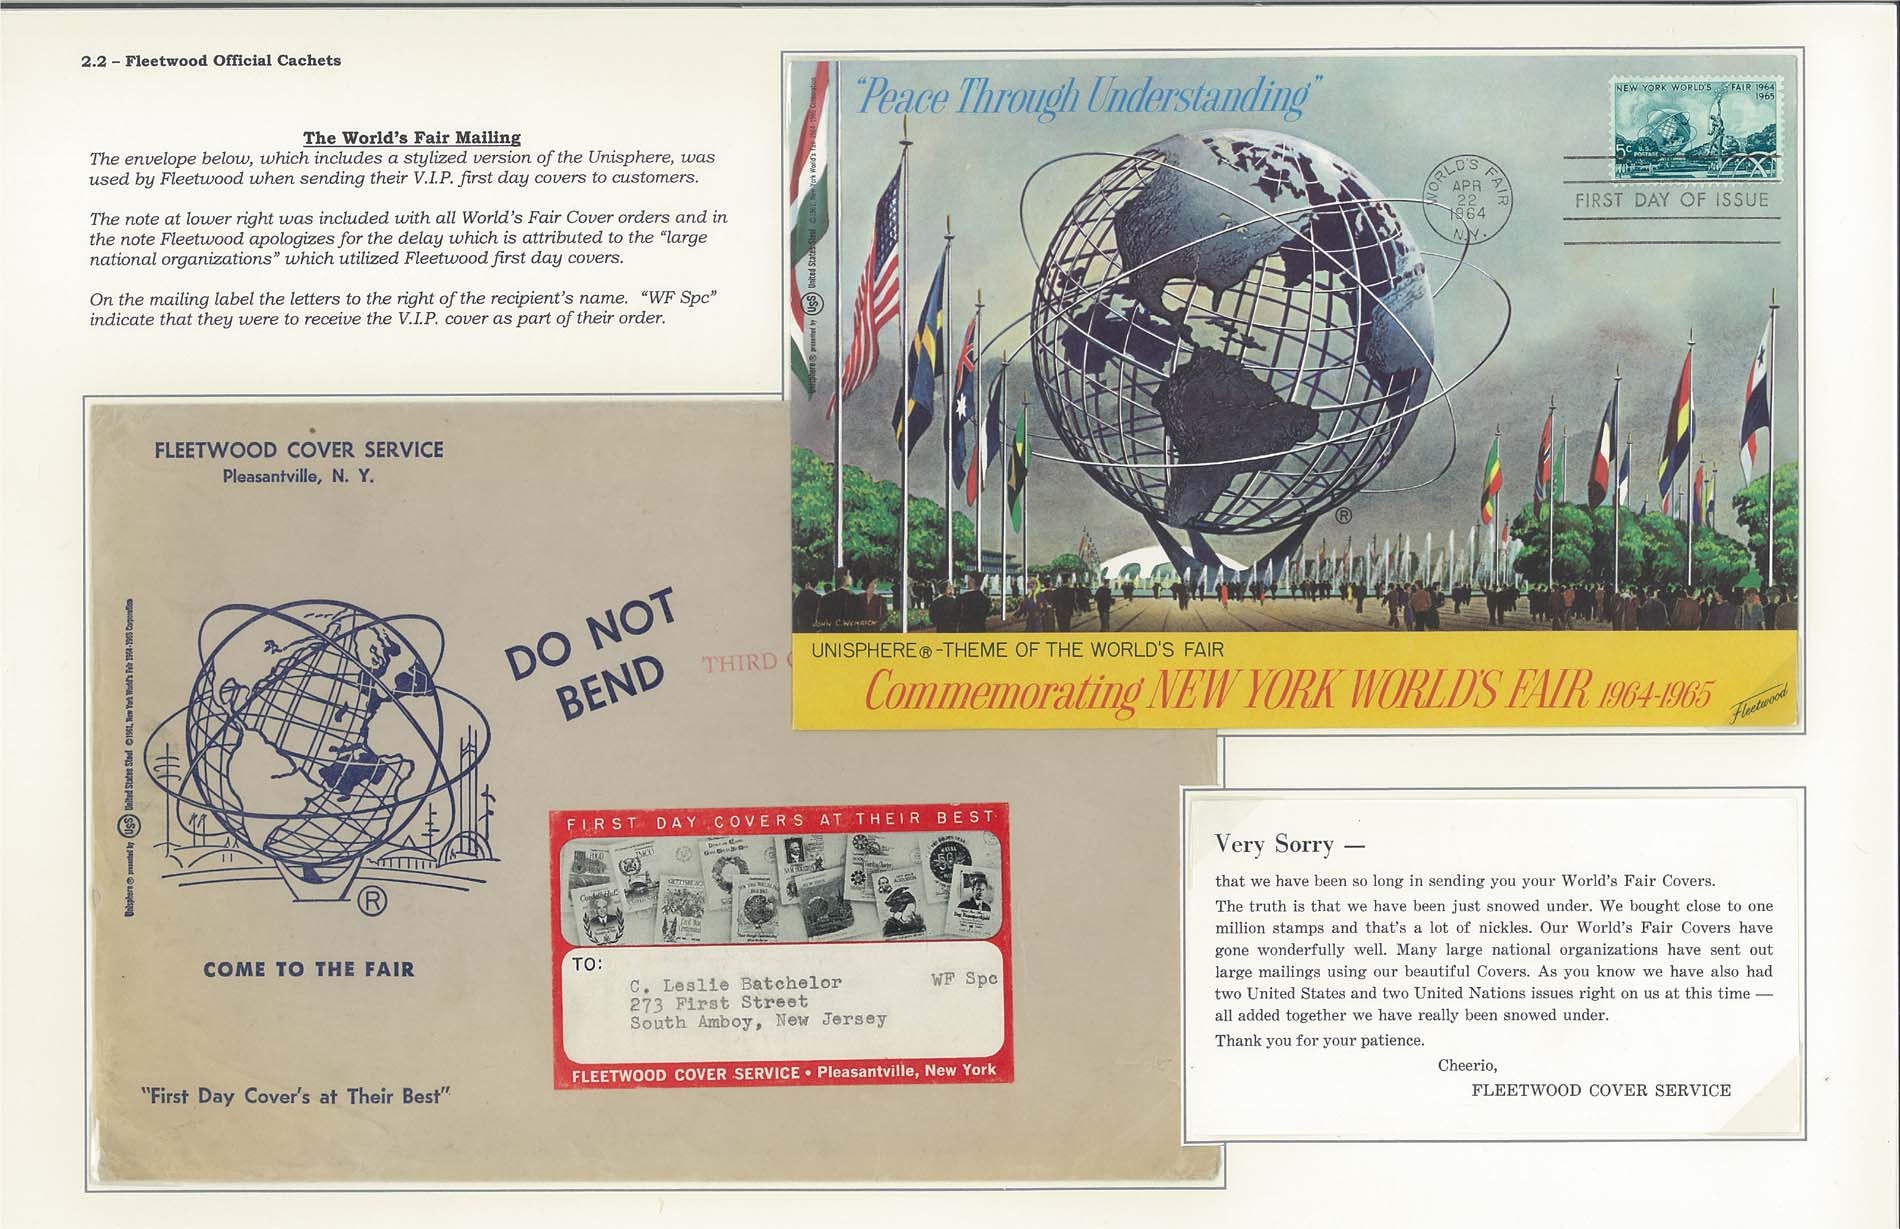 2.2 – Fleetwood Official Cachets
The World's Fair Mailing
The envelope below, which includes a stylized version of the Unisphere, was
used by Fleetwood when sending their V.I.P. first day covers to customers.
The note at lower right was included with all World's Fair Cover orders and in
the note Fleetwood apologizes for the delay which is attributed to the "large
national organizations" which utilized Fleetwood first day covers.
On the mailing label the letters to the right of the recipient's name.  "WF Spc"
indicate that they were to receive the V.I.P. cover as part of their order.
"Peace Through Understanding"
Unisphere ® presented by USS United States Steel ©1961, New York World's Fair 1964-1965 Corporation
NEW YORK WORLD'S FAIR 1964
1965
5c
U.S.
POSTAGE
WORLD'S FAIR
APR
22
1964
N.Y.
FIRST DAY OF ISSUE
®
JOHN C. WENRICH
UNISPHERE®-THEME OF THE WORLD'S FAIR
Commemorating NEW YORK WORLD'S FAIR 1964-1965
Fleetwood
FLEETWOOD COVER SERVICE
Pleasantville, N. Y.
DO NOT
BEND
THIRD
Unisphere ® presented by USS United States Steel ©1961, New York World's Fair 1964-1965 Corporation
®
COME TO THE FAIR
"First Day Cover's at Their Best"
FIRST DAY COVERS AT THEIR BEST
TO:
C. Leslie Batchelor WF Spc
273 First Street
South Amboy, New Jersey
FLEETWOOD COVER SERVICE • Pleasantville, New York
Very Sorry —
that we have been so long in sending you your World's Fair Covers.
The truth is that we have been just snowed under. We bought close to one
million stamps and that's a lot of nickles. Our World's Fair Covers have
gone wonderfully well. Many large national organizations have sent out
large mailings using our beautiful Covers. As you know we have also had
two United States and two United Nations issues right on us at this time —
all added together we have really been snowed under.
Thank you for your patience.
Cheerio,
FLEETWOOD COVER SERVICE